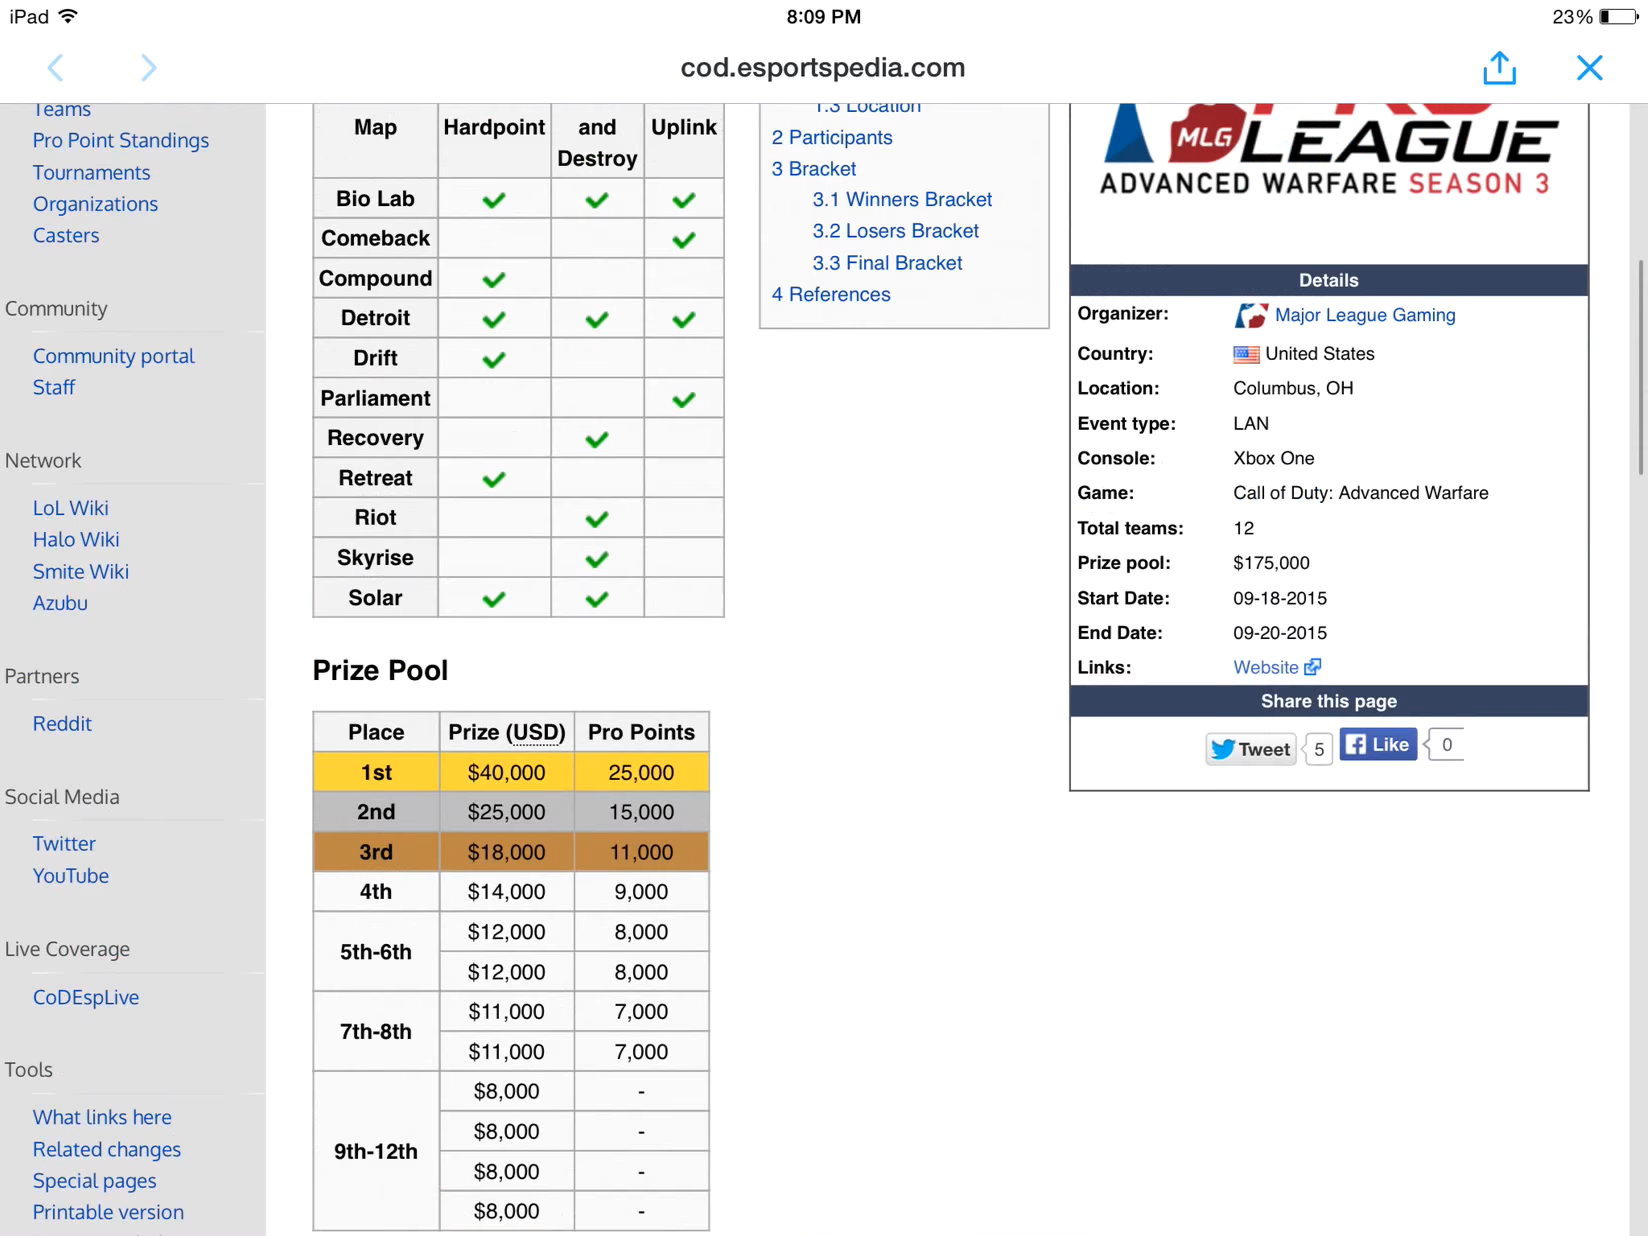 iPad
8:09 PM
23%
cod.esportspedia.com
Teams
Pro Point Standings
Tournaments
Organizations
Casters
Community
Community portal
Staff
Network
LoL Wiki
Halo Wiki
Smite Wiki
Azubu
Partners
Reddit
Social Media
Twitter
YouTube
Live Coverage
CoDEspLive
Tools
What links here
Related changes
Special pages
Printable version
Map Hardpoint and Destroy Uplink
Bio Lab
Comeback
Compound
Detroit
Drift
Parliament
Recovery
Retreat
Riot
Skyrise
Solar
Prize Pool
Place Prize (USD) Pro Points
1st $40,000 25,000
2nd $25,000 15,000
3rd $18,000 11,000
4th $14,000 9,000
5th-6th $12,000 8,000
$12,000 8,000
7th-8th $11,000 7,000
$11,000 7,000
9th-12th $8,000 -
$8,000 -
$8,000 -
$8,000 -
1.3 Location
2 Participants
3 Bracket
3.1 Winners Bracket
3.2 Losers Bracket
3.3 Final Bracket
4 References
MLG LEAGUE
ADVANCED WARFARE SEASON 3
Details
Organizer: Major League Gaming
Country: United States
Location: Columbus, OH
Event type: LAN
Console: Xbox One
Game: Call of Duty: Advanced Warfare
Total teams: 12
Prize pool: $175,000
Start Date: 09-18-2015
End Date: 09-20-2015
Links: Website
Share this page
Tweet 5 Like 0